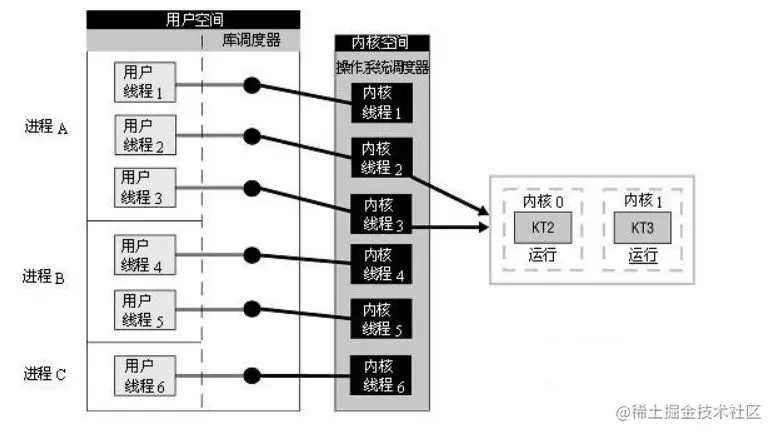 用户空间
库调度器
内核空间
操作系统调度器
进程A
用户
线程1
用户
线程2
用户
线程3
进程B
用户
线程4
用户
线程5
进程C
用户
线程6
内核
线程1
内核
线程2
内核
线程3
内核
线程4
内核
线程5
内核
线程6
内核0
KT2
运行
内核1
KT3
运行
@稀土掘金技术社区